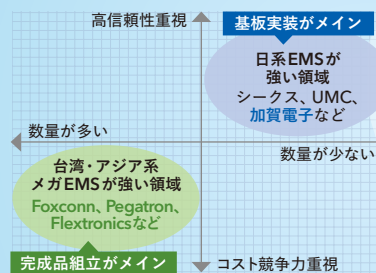 高信頼性重視
基板実装がメイン
日系EMSが
強い領域
シークス、UMC、
加賀電子など
数量が多い
数量が少ない
台湾・アジア系
メガEMSが強い領域
Foxconn、Pegatron、
Flextronicsなど
完成品組立がメイン
コスト競争力重視